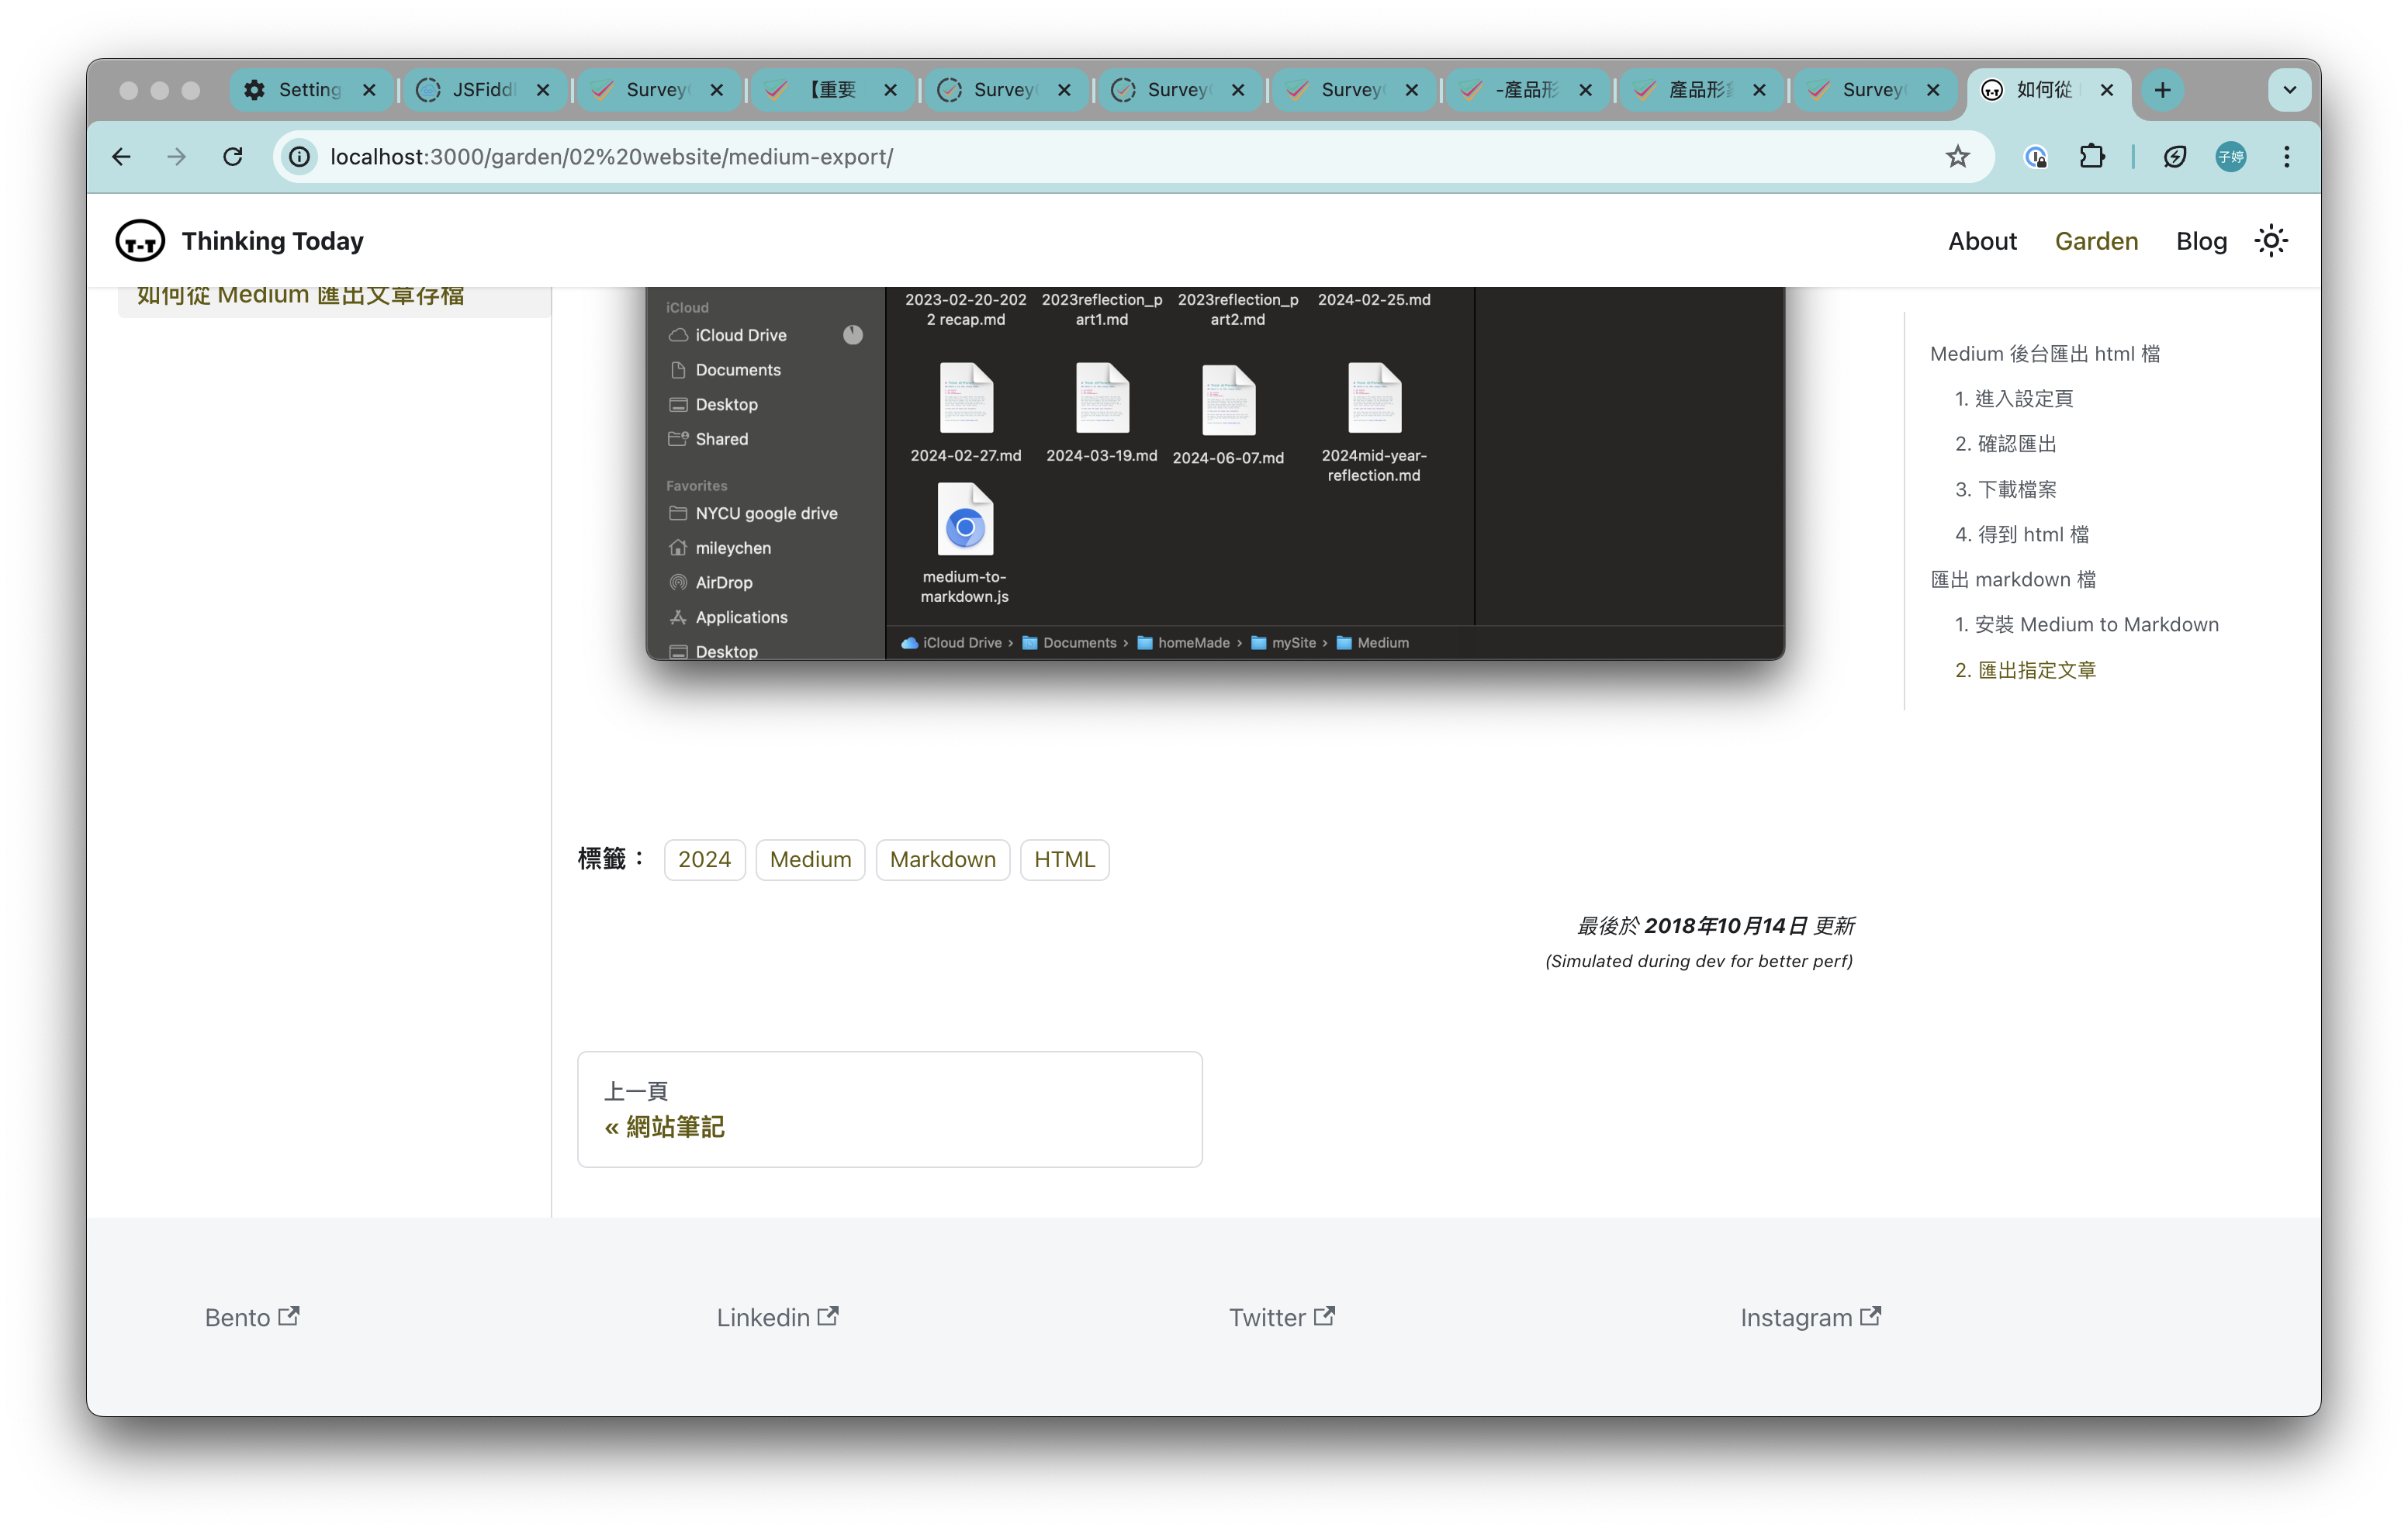 Setting
JSFiddl
Survey
【重要
Survey
Survey
Survey
-產品形
產品形
Survey
如何從
localhost:3000/garden/02%20website/medium-export/
子婷
Thinking Today
About
Garden
Blog
如何從 Medium 匯出文章存檔
iCloud
iCloud Drive
Documents
Desktop
Shared
Favorites
NYCU google drive
mileychen
AirDrop
Applications
Desktop
2023-02-20-202
2 recap.md
2023reflection_p
art1.md
2023reflection_p
art2.md
2024-02-25.md
2024-02-27.md
2024-03-19.md
2024-06-07.md
2024mid-year-
reflection.md
medium-to-
markdown.js
iCloud Drive › Documents › homeMade › mySite › Medium
Medium 後台匯出 html 檔
1. 進入設定頁
2. 確認匯出
3. 下載檔案
4. 得到 html 檔
匯出 markdown 檔
1. 安裝 Medium to Markdown
2. 匯出指定文章
標籤：
2024
Medium
Markdown
HTML
最後於 2018年10月14日 更新
(Simulated during dev for better perf)
上一頁
« 網站筆記
Bento
Linkedin
Twitter
Instagram